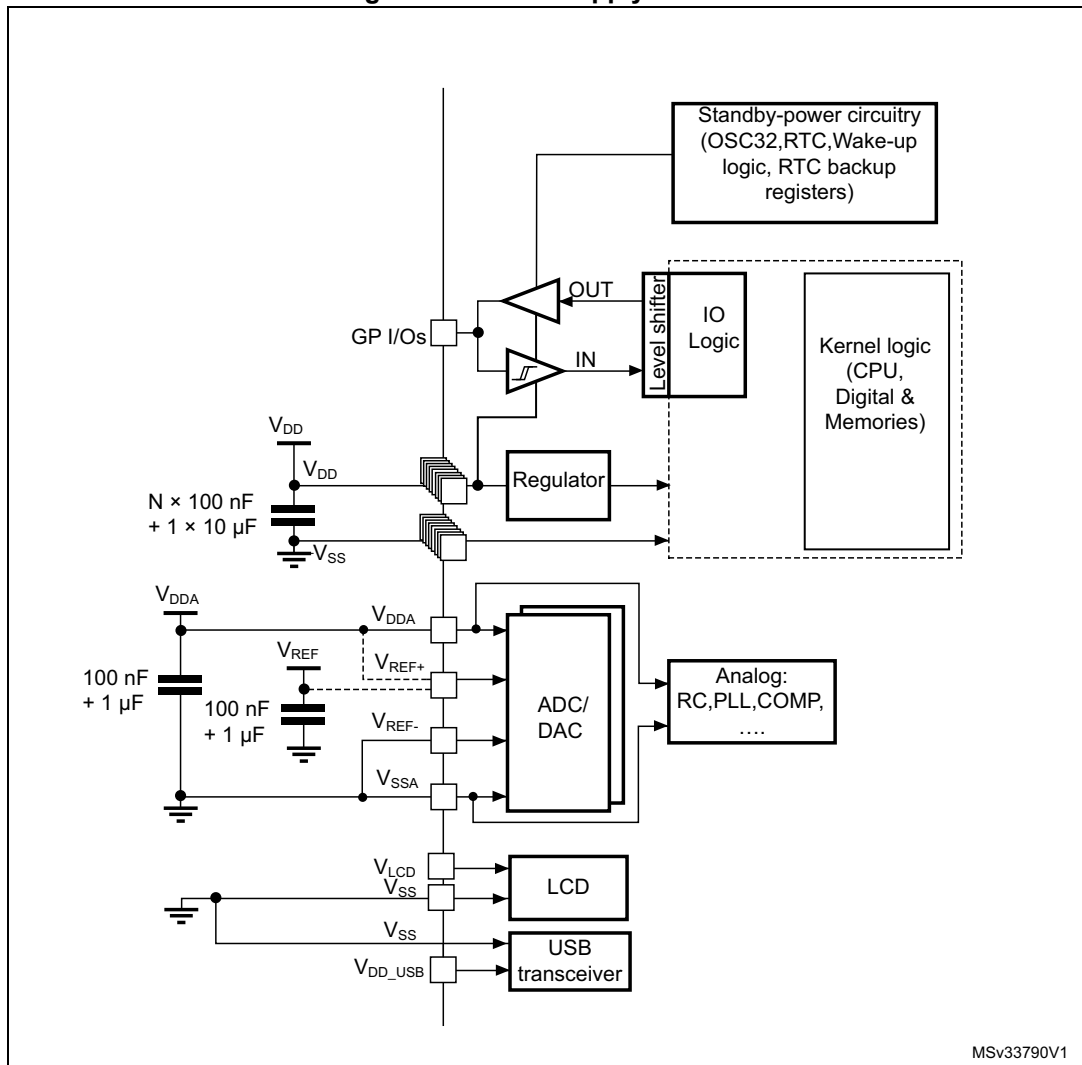 Standby-power circuitry
(OSC32,RTC,Wake-up
logic, RTC backup
registers)
OUT
IN
GP I/Os
Level shifter
IO
Logic
Kernel logic
(CPU,
Digital &
Memories)
VDD
VDD
N × 100 nF
+ 1 × 10 µF
VSS
Regulator
VDDA
VDDA
VREF
VREF+
100 nF
+ 1 µF
100 nF
+ 1 µF
VREF-
VSSA
ADC/
DAC
Analog:
RC,PLL,COMP,
....
VLCD
VSS
LCD
VSS
VDD_USB
USB
transceiver
MSv33790V1